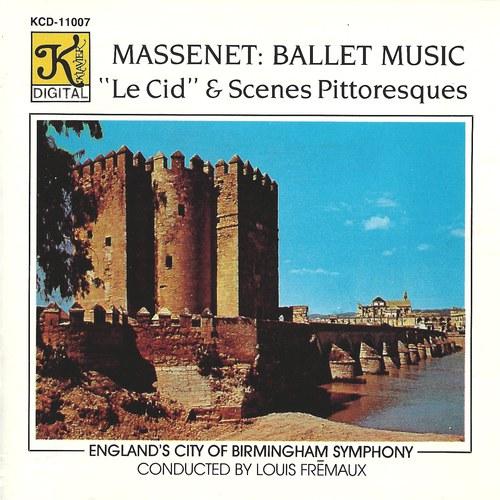 KCD-11007
K
KLAVIER
DIGITAL
MASSENET: BALLET MUSIC
"Le Cid" & Scenes Pittoresques
ENGLAND'S CITY OF BIRMINGHAM SYMPHONY
CONDUCTED BY LOUIS FRĒMAUX